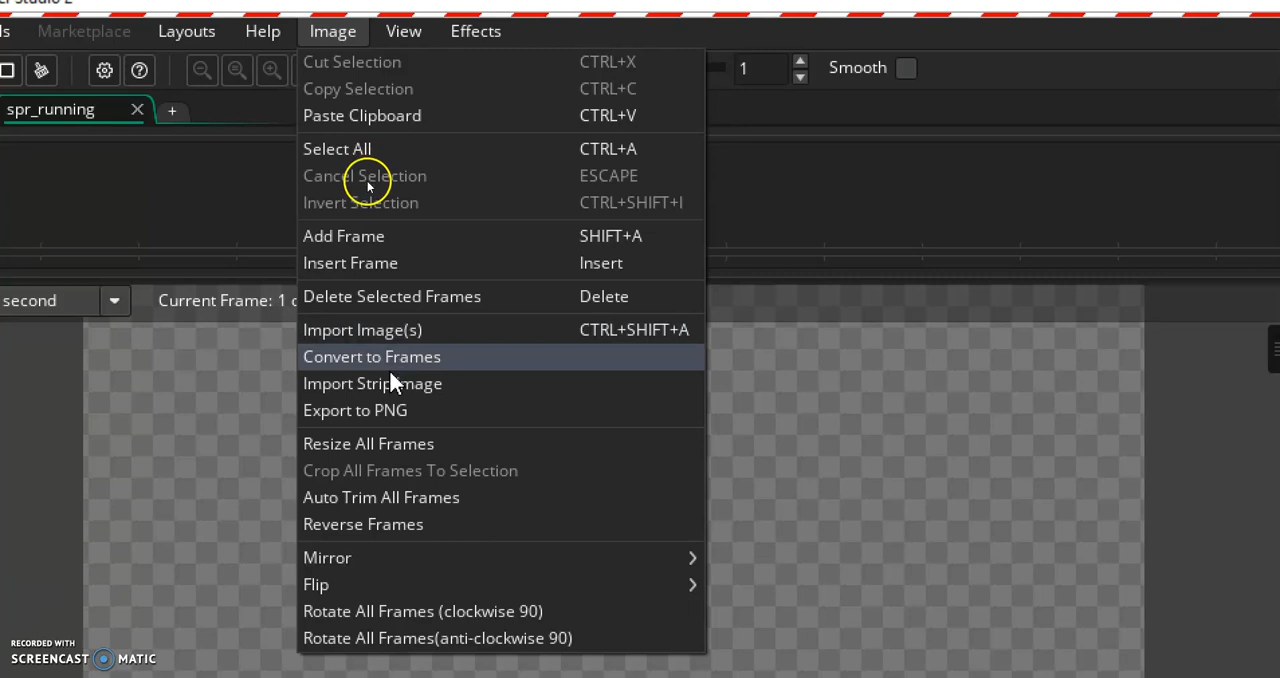 r Studio 2
ls Marketplace Layouts Help Image View Effects
1 Smooth
spr_running
Cut Selection CTRL+X
Copy Selection CTRL+C
Paste Clipboard CTRL+V
Select All CTRL+A
Cancel Selection ESCAPE
Invert Selection CTRL+SHIFT+I
Add Frame SHIFT+A
Insert Frame Insert
second Current Frame: 1 o
Delete Selected Frames Delete
Import Image(s) CTRL+SHIFT+A
Convert to Frames
Import Strip Image
Export to PNG
Resize All Frames
Crop All Frames To Selection
Auto Trim All Frames
Reverse Frames
Mirror
Flip
Rotate All Frames (clockwise 90)
Rotate All Frames(anti-clockwise 90)
RECORDED WITH
SCREENCAST MATIC